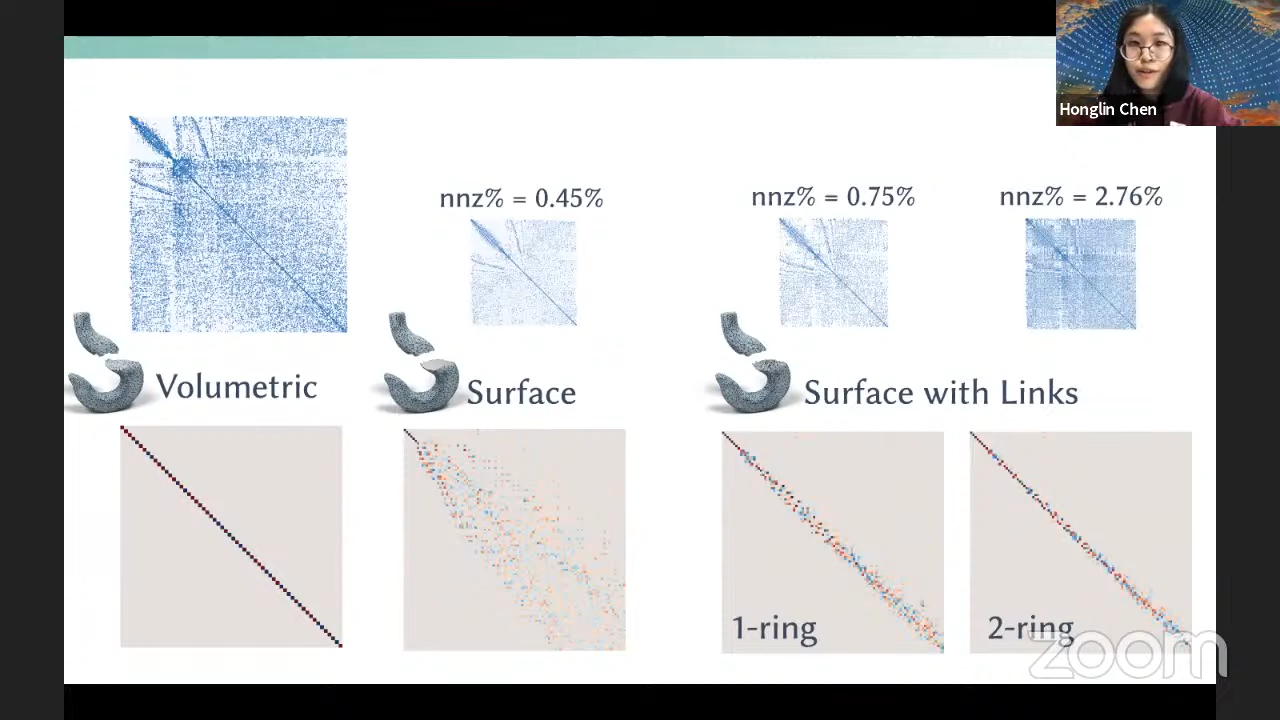 Honglin Chen
nnz% = 0.45%
nnz% = 0.75%
nnz% = 2.76%
Volumetric
Surface
Surface with Links
1-ring
2-ring
zoom